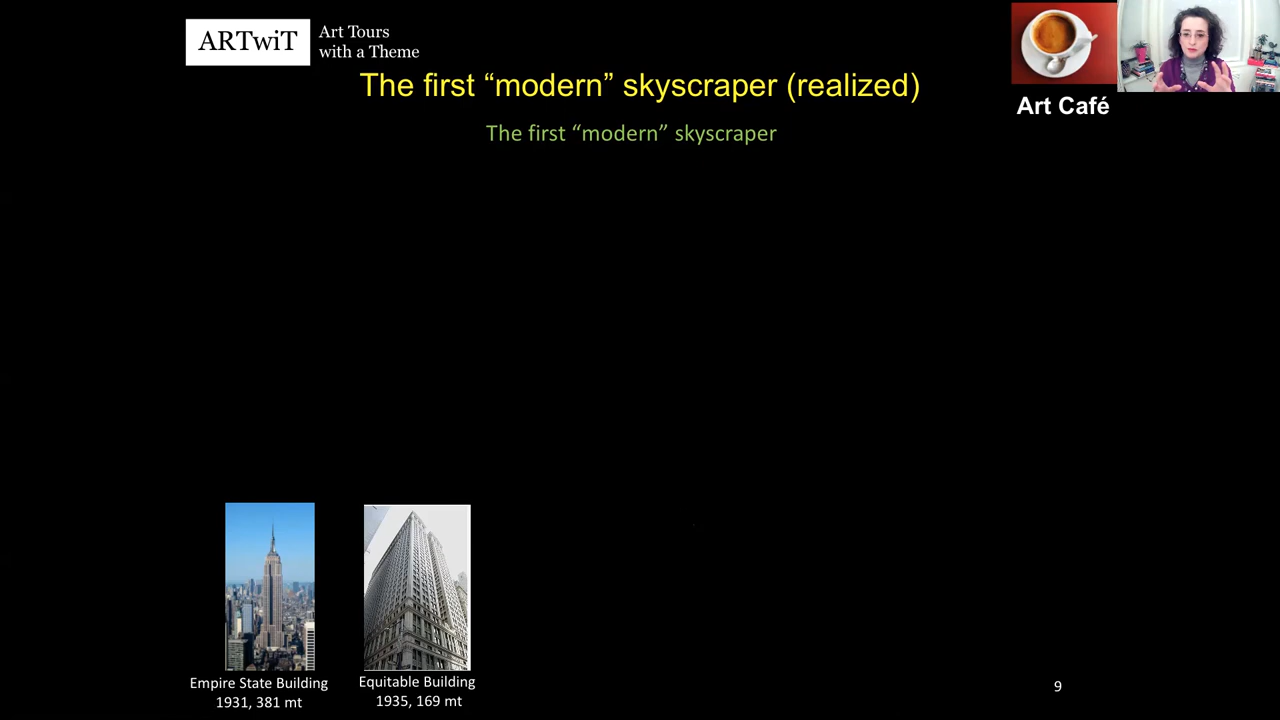 ARTwiT
Art Tours
with a Theme
The first “modern” skyscraper (realized)
Art Café
The first “modern” skyscraper
Empire State Building
1931, 381 mt
Equitable Building
1935, 169 mt
9